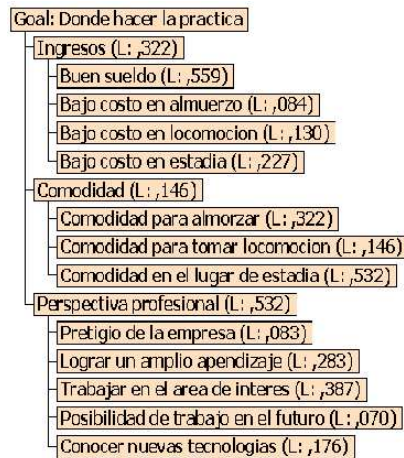 Goal: Donde hacer la practica
Ingresos (L: ,322)
Buen sueldo (L: ,559)
Bajo costo en almuerzo (L: ,084)
Bajo costo en locomocion (L: ,130)
Bajo costo en estadia (L: ,227)
Comodidad (L: ,146)
Comodidad para almorzar (L: ,322)
Comodidad para tomar locomocion (L: ,146)
Comodidad en el lugar de estadia (L: ,532)
Perspectiva profesional (L: ,532)
Pretigio de la empresa (L: ,083)
Lograr un amplio apendizaje (L: ,283)
Trabajar en el area de interes (L: ,387)
Posibilidad de trabajo en el futuro (L: ,070)
Conocer nuevas tecnologias (L: ,176)